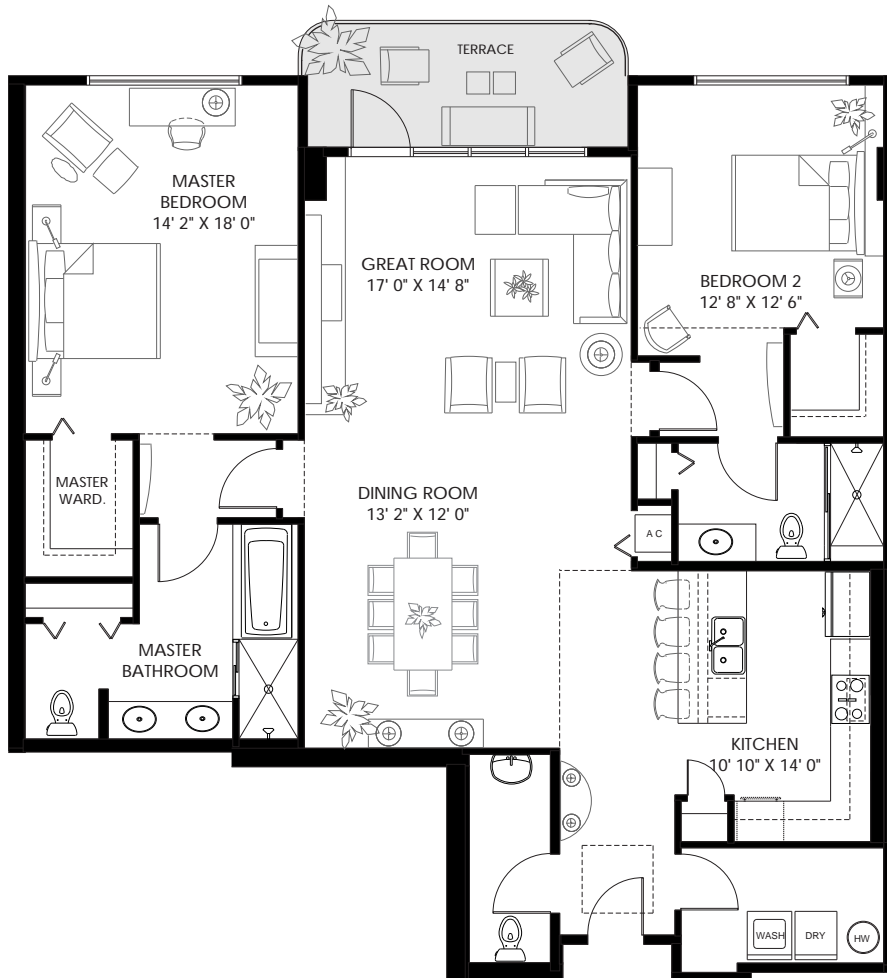 TERRACE
MASTER
BEDROOM
14' 2" X 18' 0"
GREAT ROOM
17' 0" X 14' 8"
BEDROOM 2
12' 8" X 12' 6"
MASTER
WARD.
DINING ROOM
13' 2" X 12' 0"
A C
MASTER
BATHROOM
KITCHEN
10' 10" X 14' 0"
WASH
DRY
HW